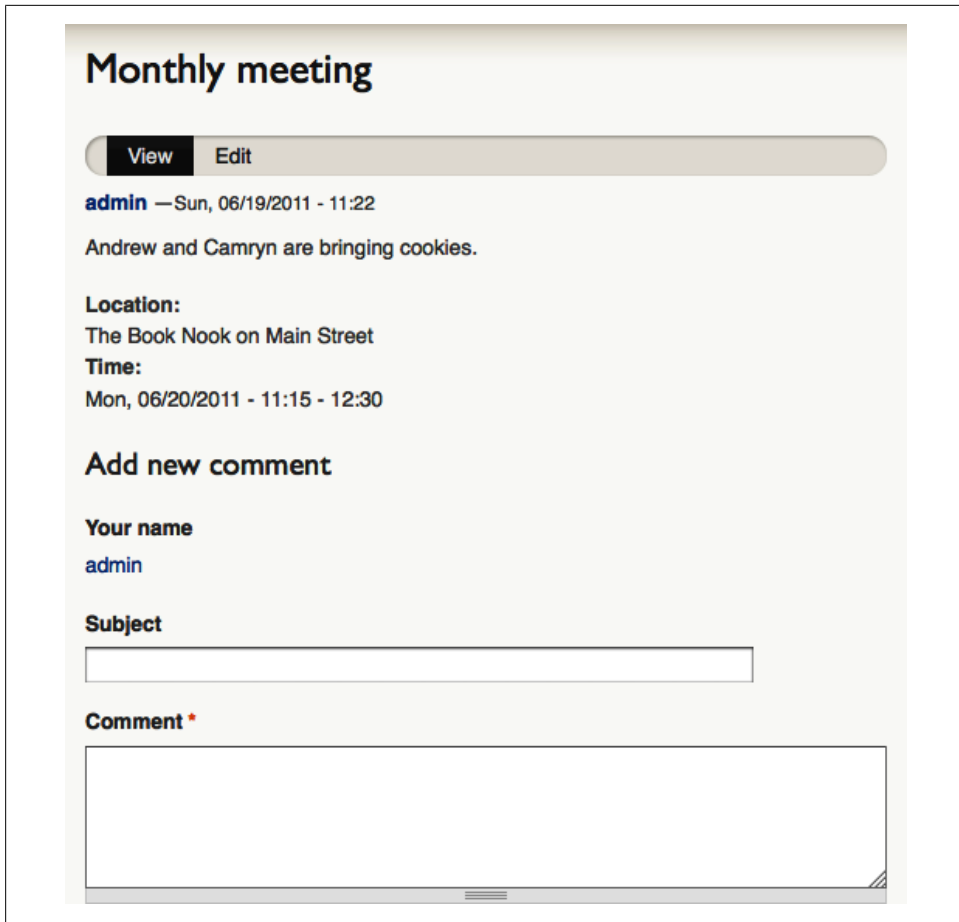 Monthly meeting
View Edit
admin —Sun, 06/19/2011 - 11:22
Andrew and Camryn are bringing cookies.
Location:
The Book Nook on Main Street
Time:
Mon, 06/20/2011 - 11:15 - 12:30
Add new comment
Your name
admin
Subject
Comment *